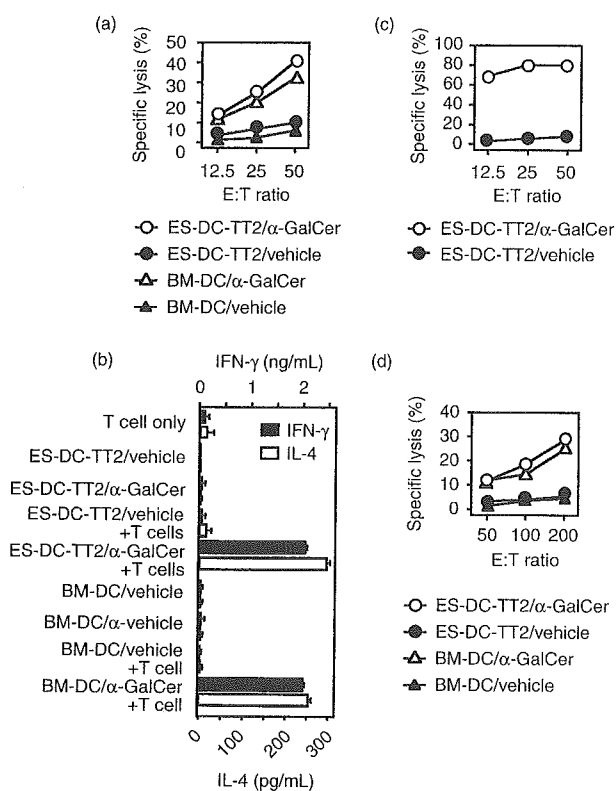 (a)
Specific lysis (%)
50
40
30
20
10
0
12.5 25 50
E:T ratio
ES-DC-TT2/α-GalCer
ES-DC-TT2/vehicle
BM-DC/α-GalCer
BM-DC/vehicle
(c)
Specific lysis (%)
100
80
60
40
20
0
12.5 25 50
E:T ratio
ES-DC-TT2/α-GalCer
ES-DC-TT2/vehicle
(b)
IFN-γ (ng/mL)
0 1 2
IFN-γ
IL-4
T cell only
ES-DC-TT2/vehicle
ES-DC-TT2/α-GalCer
ES-DC-TT2/vehicle
+T cells
ES-DC-TT2/α-GalCer
+T cells
BM-DC/vehicle
BM-DC/α-vehicle
BM-DC/vehicle
+T cell
BM-DC/α-GalCer
+T cell
0 100 200 300
IL-4 (pg/mL)
(d)
Specific lysis (%)
40
30
20
10
0
50 100 200
E:T ratio
ES-DC-TT2/α-GalCer
ES-DC-TT2/vehicle
BM-DC/α-GalCer
BM-DC/vehicle